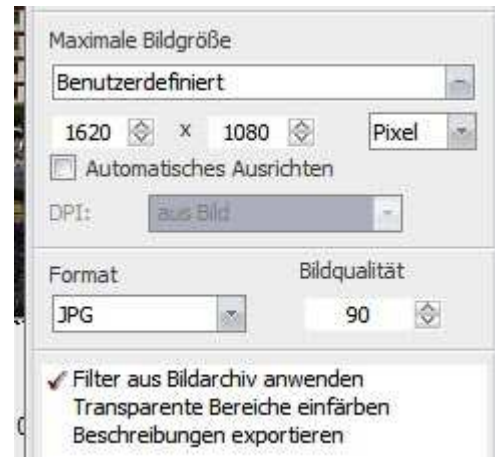 Maximale Bildgröße
Benutzerdefiniert
1620 x 1080 Pixel
Automatisches Ausrichten
DPI: aus Bild
Format Bildqualität
JPG 90
Filter aus Bildarchiv anwenden
Transparente Bereiche einfärben
Beschreibungen exportieren